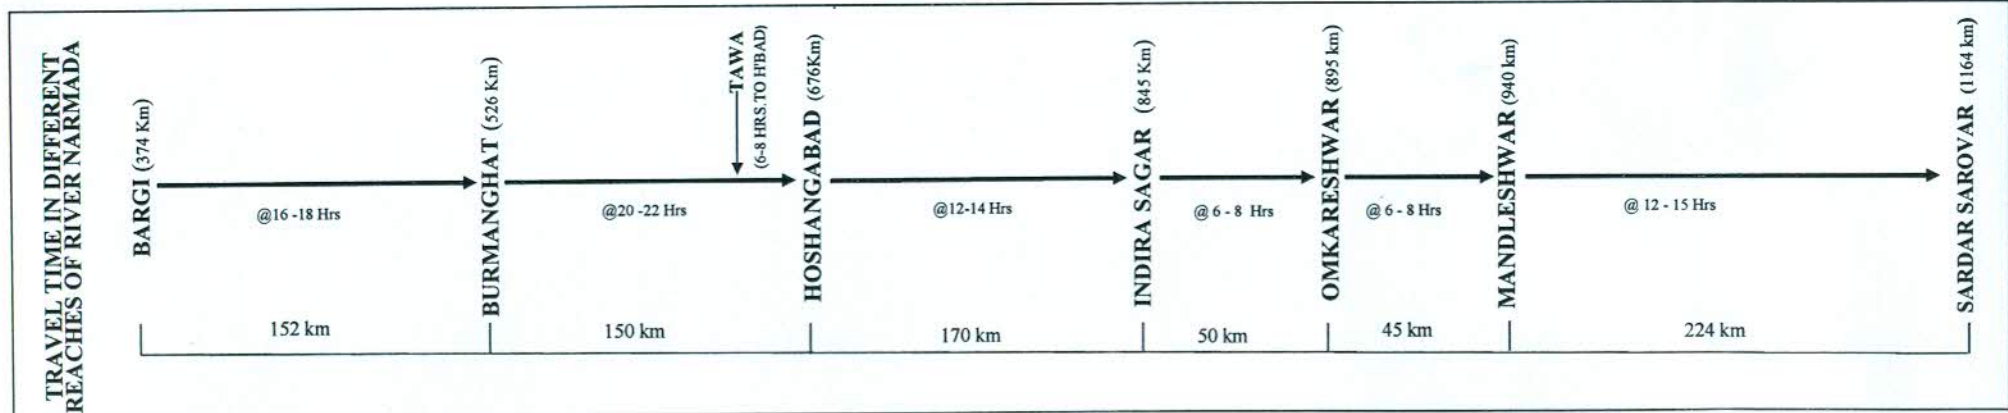 TRAVEL TIME IN DIFFERENT
REACHES OF RIVER NARMADA
BARGI (374 Km)
@16 -18 Hrs
BURMANGHAT (526 Km)
@20 -22 Hrs
TAWA
(6-8 HRS.TO H'BAD)
HOSHANGABAD (676Km)
@12-14 Hrs
INDIRA SAGAR (845 Km)
@ 6 - 8 Hrs
OMKARESHWAR (895 km)
@ 6 - 8 Hrs
MANDLESHWAR (940 km)
@ 12 - 15 Hrs
SARDAR SAROVAR (1164 km)
152 km
150 km
170 km
50 km
45 km
224 km